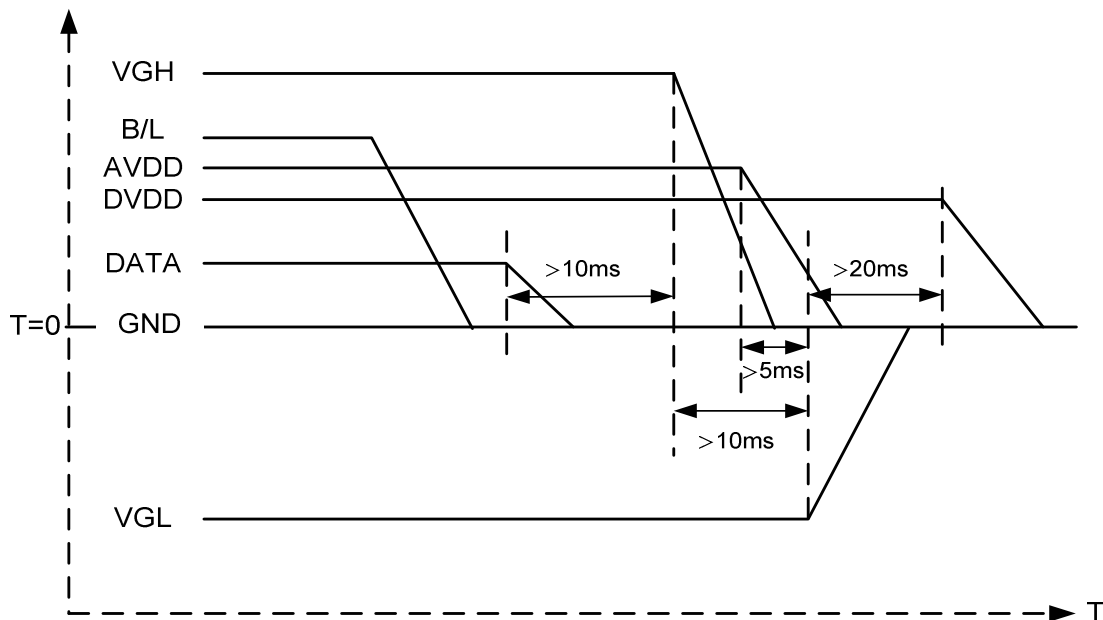 VGH
B/L
AVDD
DVDD
DATA
>10ms
>20ms
T=0
GND
>5ms
>10ms
VGL
T